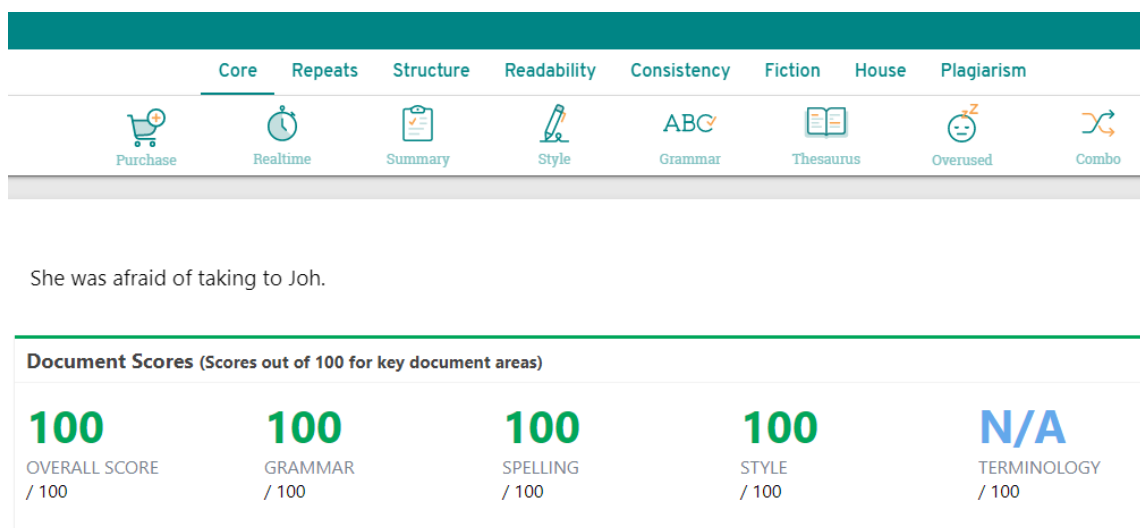 Core Repeats Structure Readability Consistency Fiction House Plagiarism
ABC z Z
Purchase Realtime Summary Style Grammar Thesaurus Overused Combo
She was afraid of taking to Joh.
Document Scores (Scores out of 100 for key document areas)
100 100 100 100 N/A
OVERALL SCORE GRAMMAR SPELLING STYLE TERMINOLOGY
/ 100 / 100 / 100 / 100 / 100